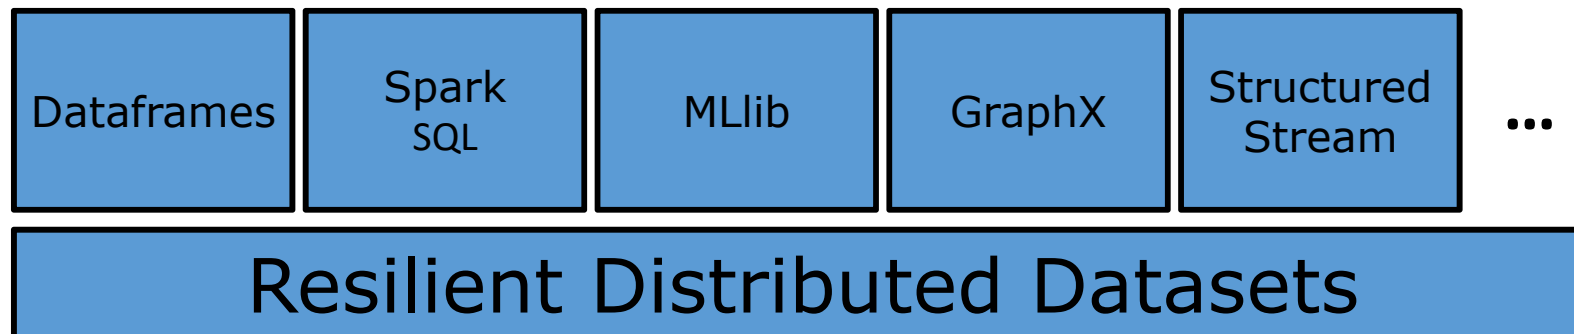 Dataframes
Spark
SQL
MLlib
GraphX
Structured
Stream
...
Resilient Distributed Datasets